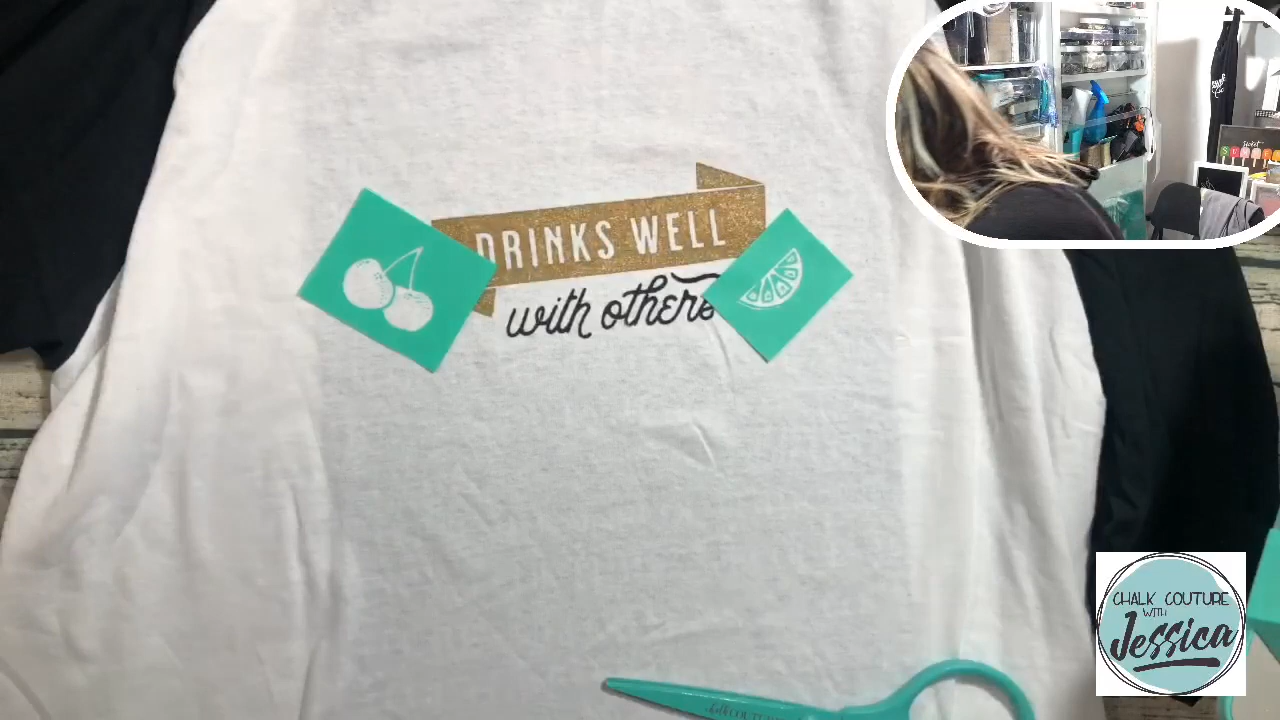 DRINKS WELL
with others
CHALK COUTURE
WITH
Jessica